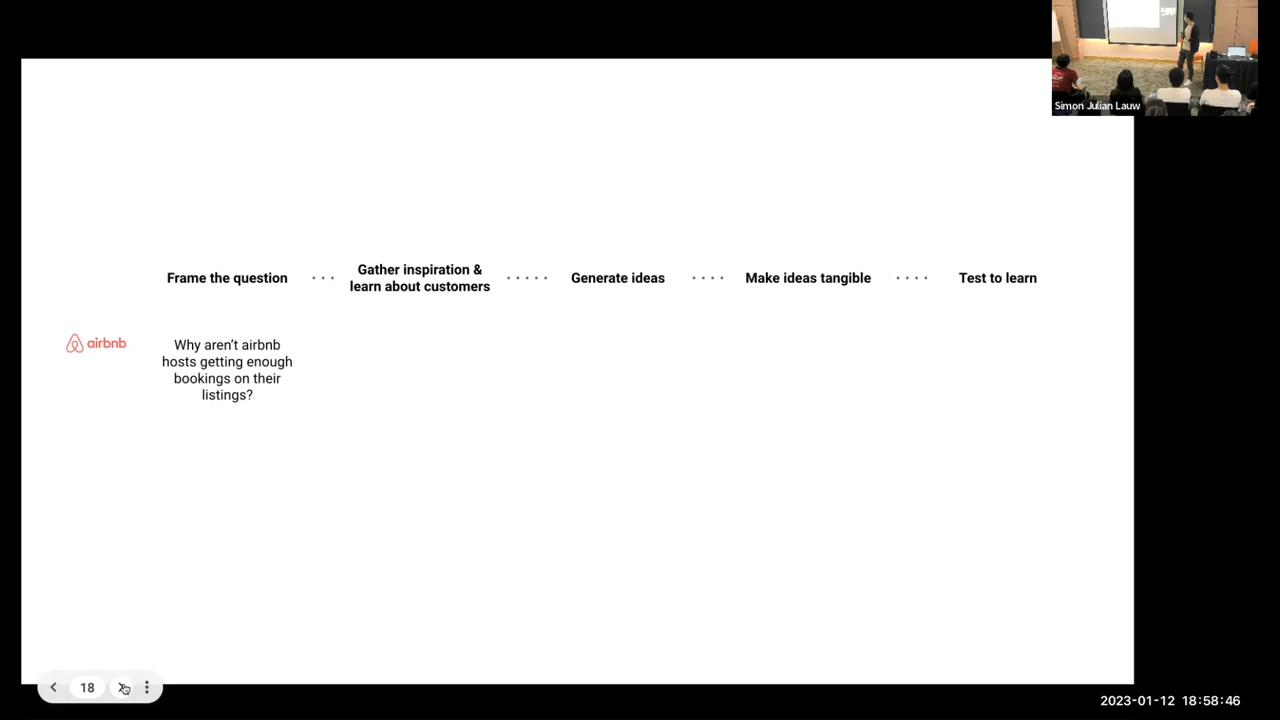 Simon Julian Lauw
Frame the question
Gather inspiration &
learn about customers
Generate ideas
Make ideas tangible
Test to learn
airbnb
Why aren’t airbnb
hosts getting enough
bookings on their
listings?
18
2023-01-12 18:58:46